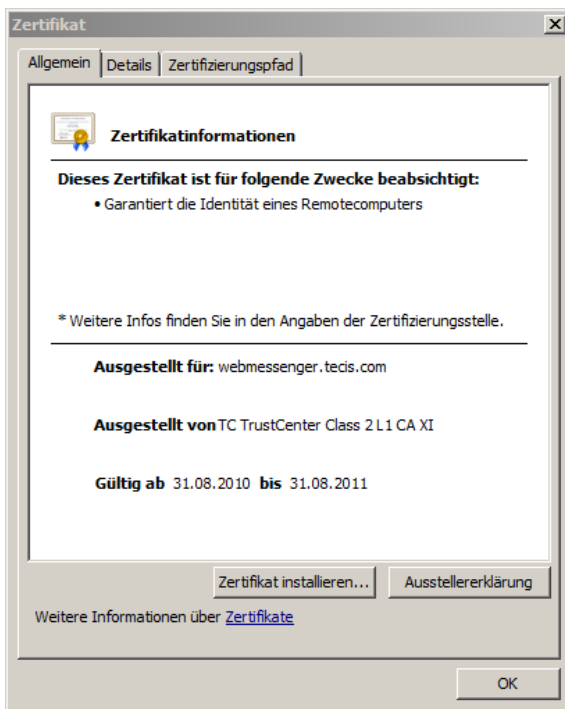 Zertifikat
Allgemein Details Zertifizierungspfad
Zertifikatinformationen
Dieses Zertifikat ist für folgende Zwecke beabsichtigt:
• Garantiert die Identität eines Remotecomputers
* Weitere Infos finden Sie in den Angaben der Zertifizierungsstelle.
Ausgestellt für: webmessenger.tecis.com
Ausgestellt von TC TrustCenter Class 2 L1 CA XI
Gültig ab 31.08.2010 bis 31.08.2011
Zertifikat installieren... Ausstellererklärung
Weitere Informationen über Zertifikate
OK